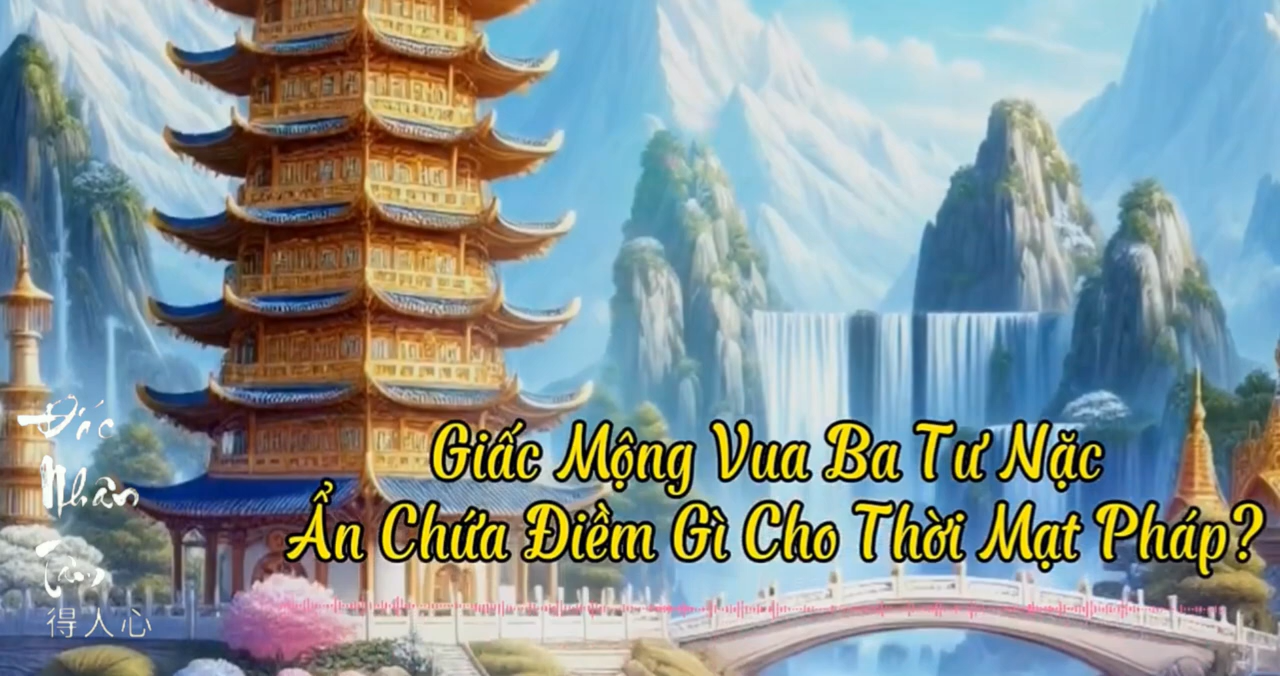 Giấc Mộng Vua Ba Tư Nặc
Ẩn Chứa Điềm Gì Cho Thời Mạt Pháp?
Đắc
Nhân
Tâm
得人心